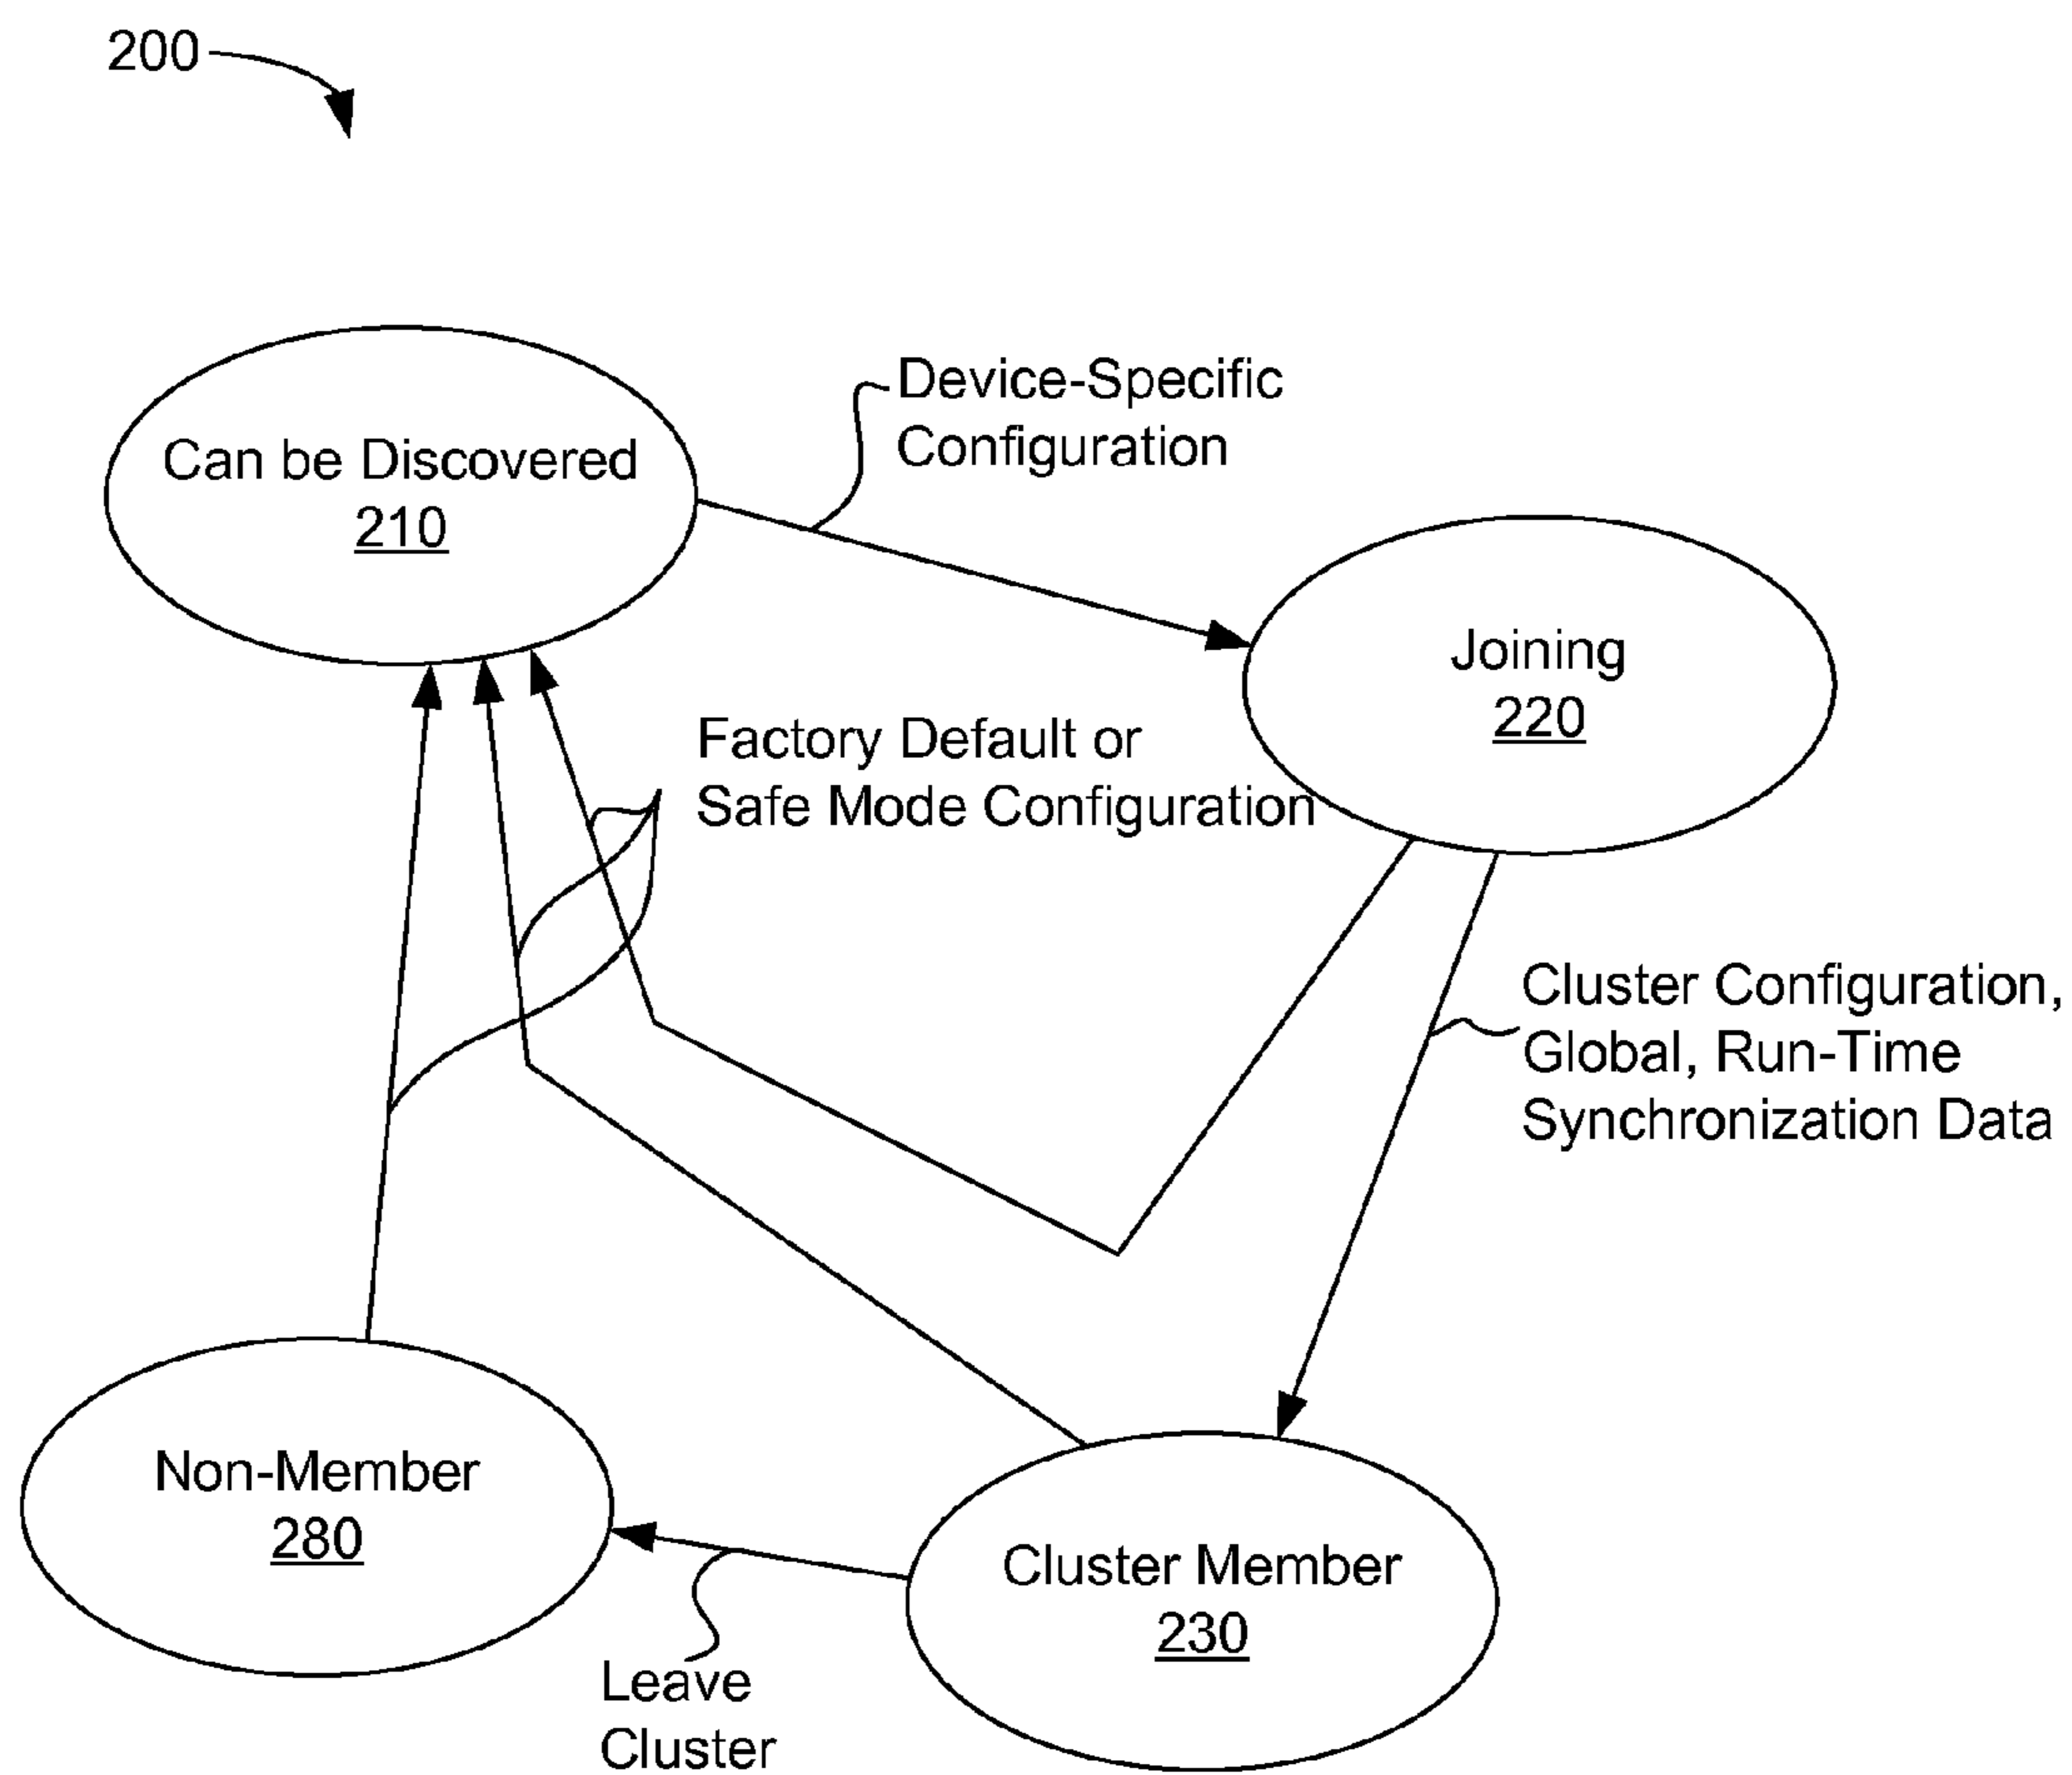 200
Device-Specific
Configuration
Can be Discovered
210
Joining
220
Factory Default or
Safe Mode Configuration
Cluster Configuration,
Global, Run-Time
Synchronization Data
Non-Member
280
Cluster Member
230
Leave
Cluster